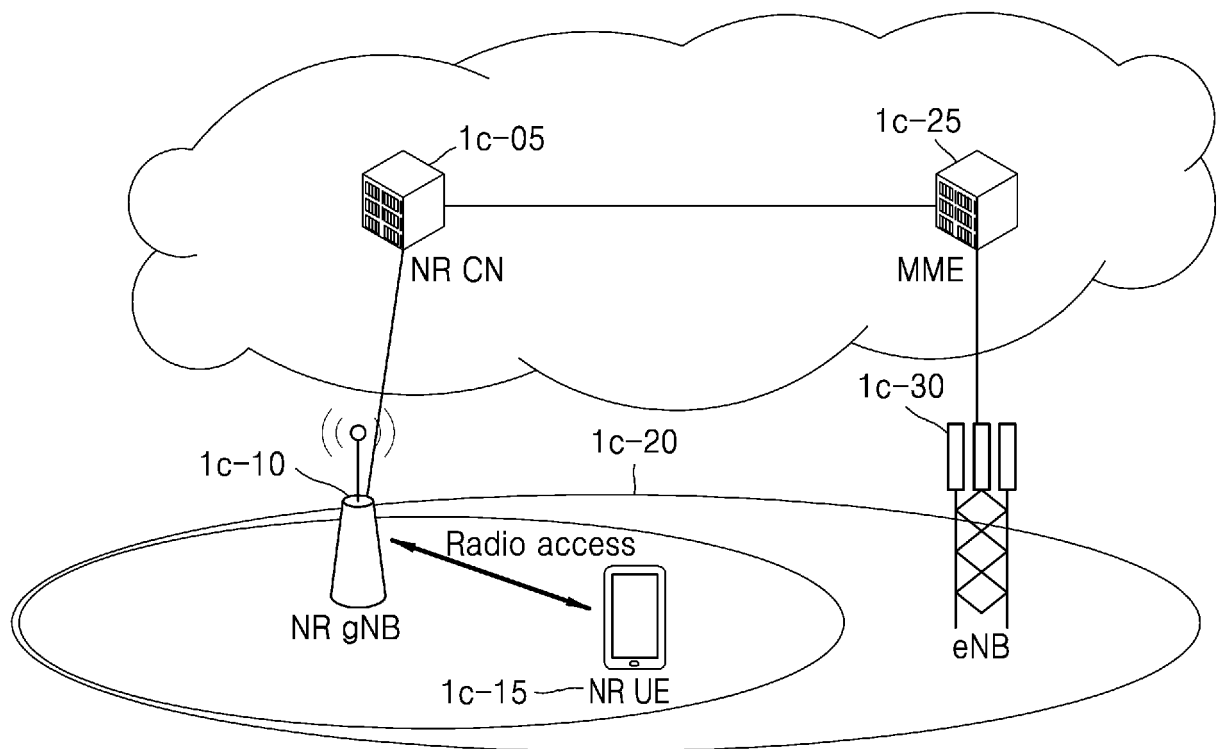 1c-05
1c-25
NR CN
MME
1c-30
1c-20
1c-10
Radio access
NR gNB
eNB
1c-15
NR UE